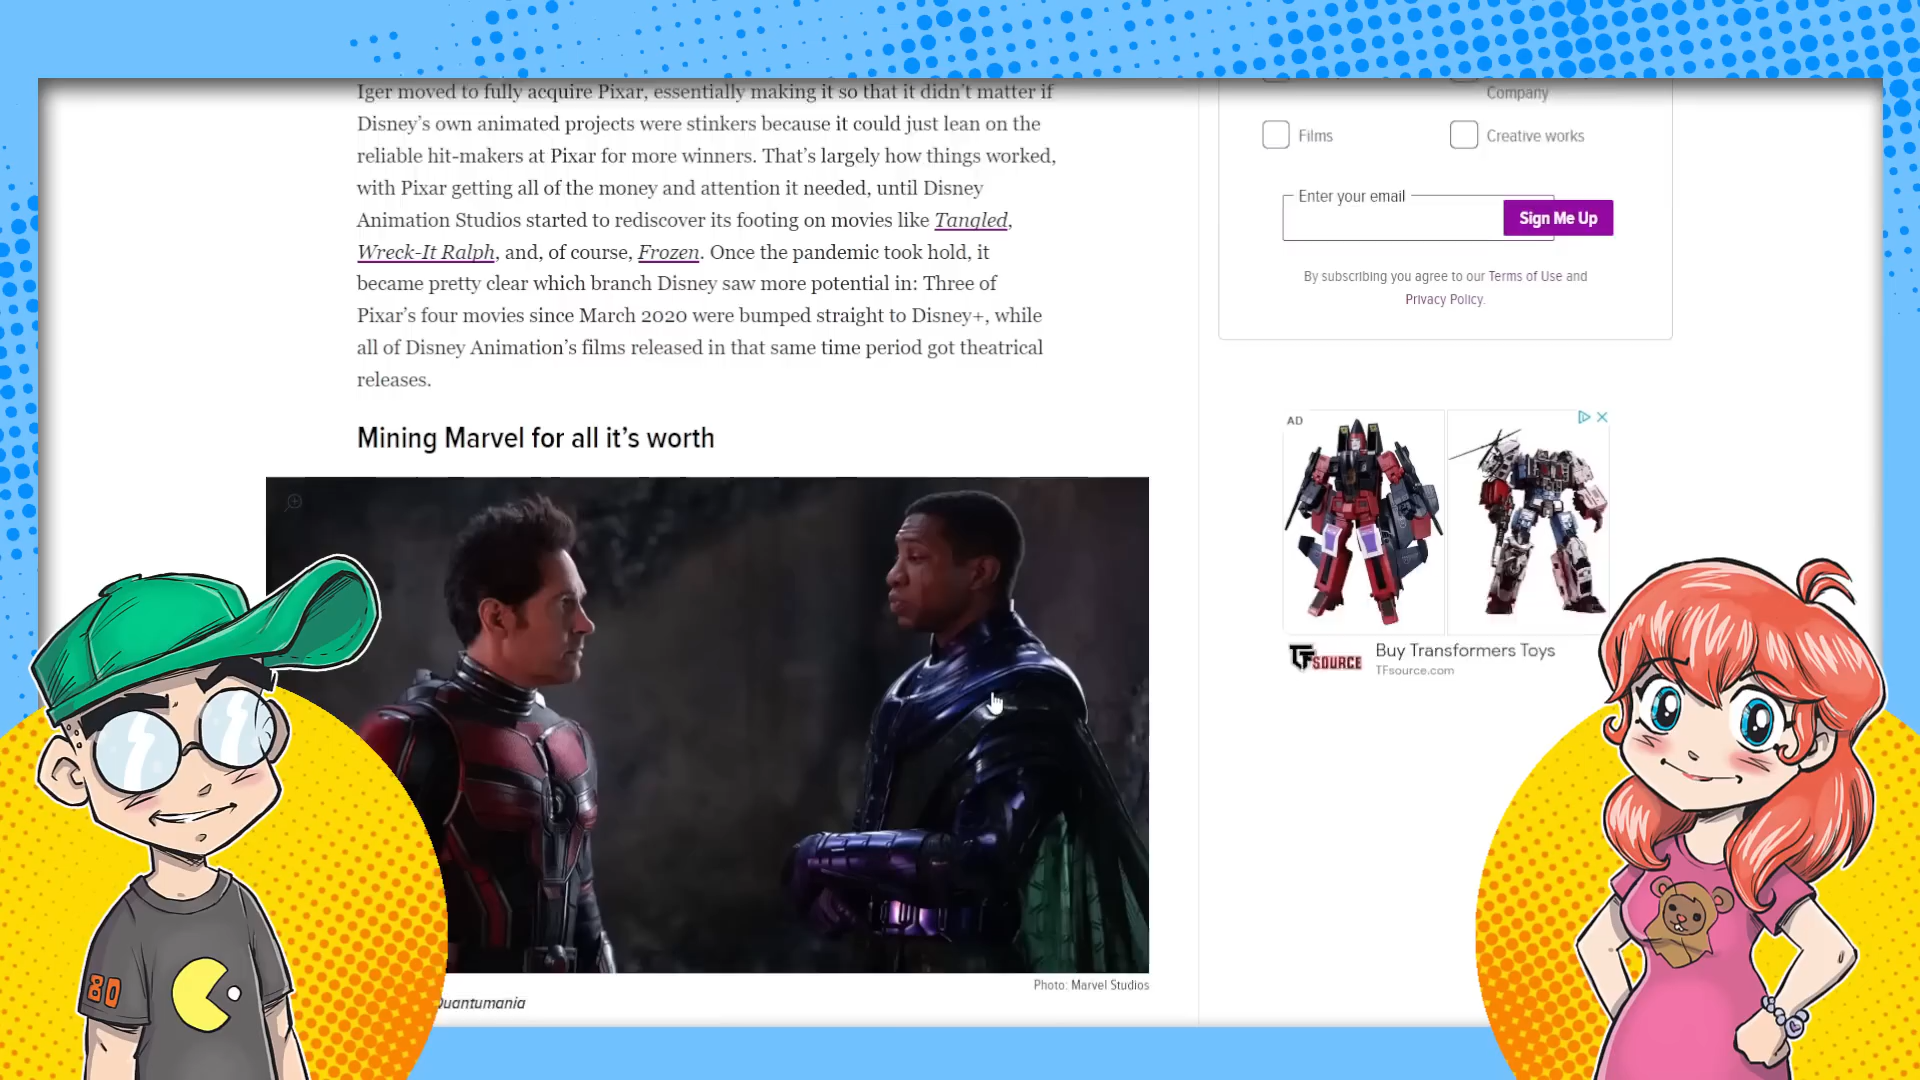 Iger moved to fully acquire Pixar, essentially making it so that it didn't matter if
Disney's own animated projects were stinkers because it could just lean on the
reliable hit-makers at Pixar for more winners. That's largely how things worked,
with Pixar getting all of the money and attention it needed, until Disney
Animation Studios started to rediscover its footing on movies like Tangled,
Wreck-It Ralph, and, of course, Frozen. Once the pandemic took hold, it
became pretty clear which branch Disney saw more potential in: Three of
Pixar's four movies since March 2020 were bumped straight to Disney+, while
all of Disney Animation's films released in that same time period got theatrical
releases.
Mining Marvel for all it's worth
Photo: Marvel Studios
Quantumania
Company
Films
Creative works
Enter your email
Sign Me Up
By subscribing you agree to our Terms of Use and
Privacy Policy.
AD
TFSOURCE
Buy Transformers Toys
TFsource.com
80